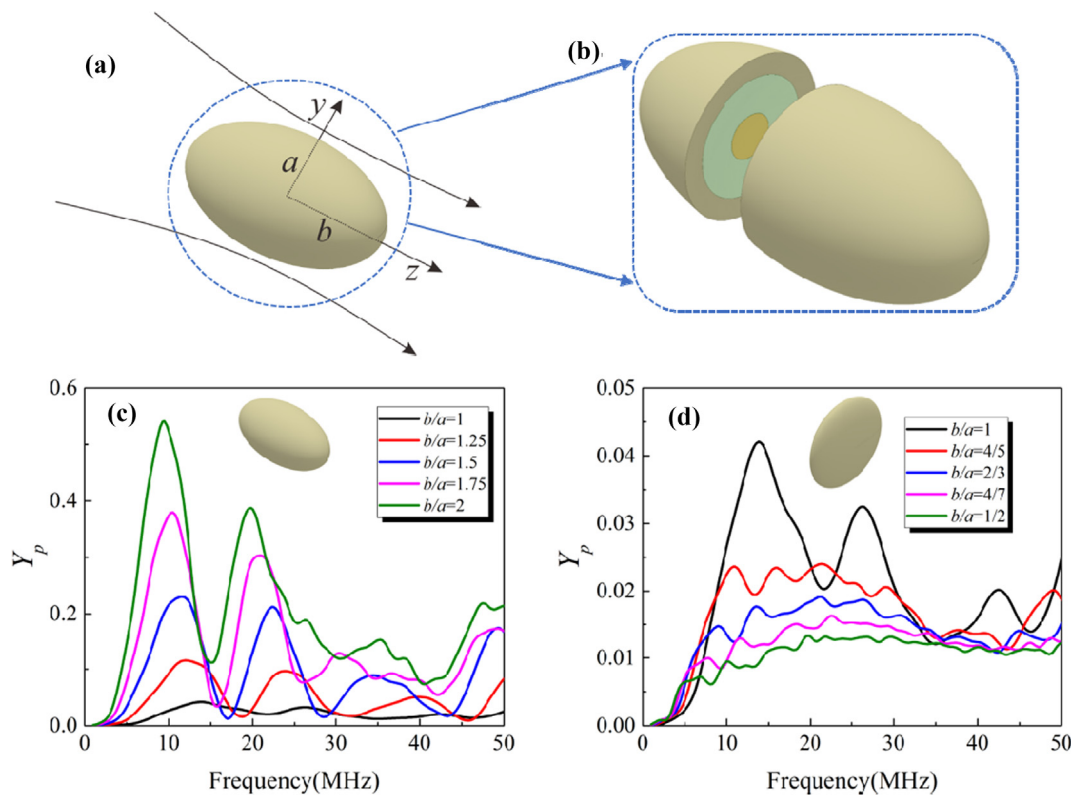 (a)
(b)
y
a
b
z
(c)
b/a=1
b/a=1.25
b/a=1.5
b/a=1.75
b/a=2
0.6
0.4
0.2
0.0
Yp
0 10 20 30 40 50
Frequency(MHz)
(d)
b/a=1
b/a=4/5
b/a=2/3
b/a=4/7
b/a=1/2
0.05
0.04
0.03
0.02
0.01
0.00
Yp
0 10 20 30 40 50
Frequency(MHz)